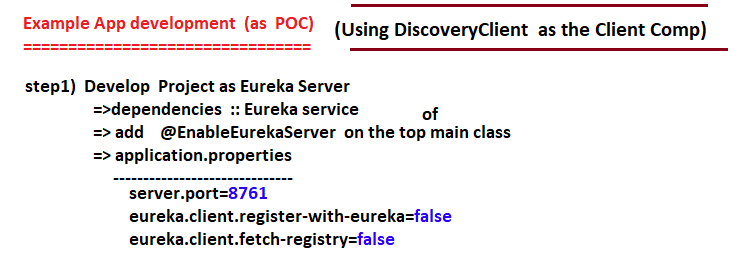 Example App development (as POC) (Using DiscoveryClient as the Client Comp)
================================
step1) Develop Project as Eureka Server
=>dependencies :: Eureka service
=> add @EnableEurekaServer on the top of main class
=> application.properties
------------------------------
server.port=8761
eureka.client.register-with-eureka=false
eureka.client.fetch-registry=false